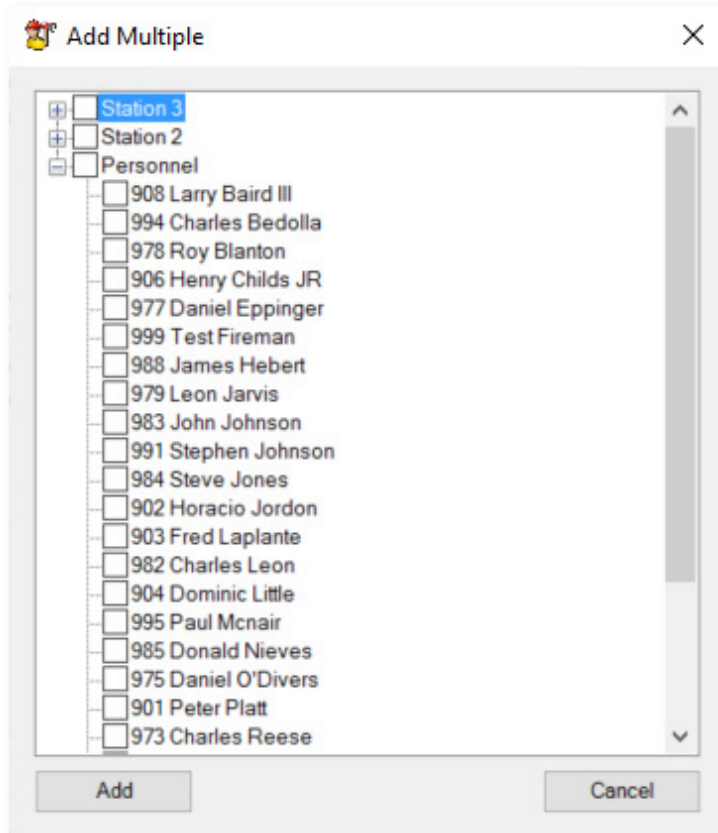 Add Multiple
Station 3
Station 2
Personnel
908 Larry Baird III
994 Charles Bedolla
978 Roy Blanton
906 Henry Childs JR
977 Daniel Eppinger
999 Test Fireman
988 James Hebert
979 Leon Jarvis
983 John Johnson
991 Stephen Johnson
984 Steve Jones
902 Horacio Jordon
903 Fred Laplante
982 Charles Leon
904 Dominic Little
995 Paul Mcnair
985 Donald Nieves
975 Daniel O'Divers
901 Peter Platt
973 Charles Reese
Add Cancel